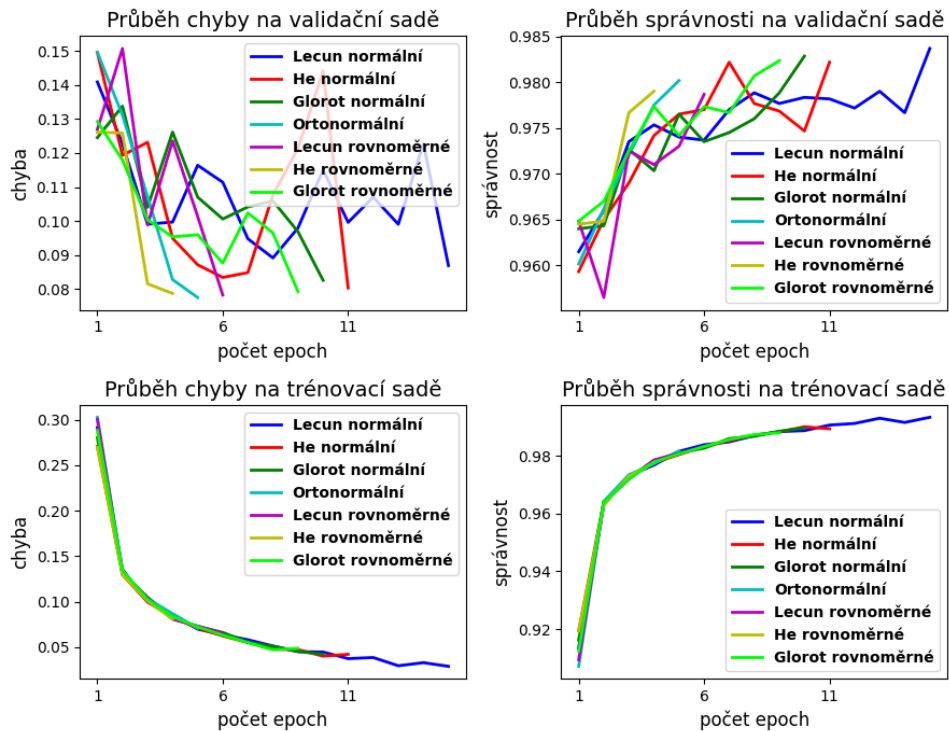 Průběh chyby na validační sadě
0.15
0.14
0.13
0.12
0.11
0.10
0.09
0.08
chyba
Lecun normální
He normální
Glorot normální
Ortonormální
Lecun rovnoměrné
He rovnoměrné
Glorot rovnoměrné
1
6
11
počet epoch
Průběh správnosti na validační sadě
0.985
0.980
0.975
0.970
0.965
0.960
správnost
Lecun normální
He normální
Glorot normální
Ortonormální
Lecun rovnoměrné
He rovnoměrné
Glorot rovnoměrné
1
6
11
počet epoch
Průběh chyby na trénovací sadě
0.30
0.25
0.20
0.15
0.10
0.05
chyba
Lecun normální
He normální
Glorot normální
Ortonormální
Lecun rovnoměrné
He rovnoměrné
Glorot rovnoměrné
1
6
11
počet epoch
Průběh správnosti na trénovací sadě
0.98
0.96
0.94
0.92
správnost
Lecun normální
He normální
Glorot normální
Ortonormální
Lecun rovnoměrné
He rovnoměrné
Glorot rovnoměrné
1
6
11
počet epoch